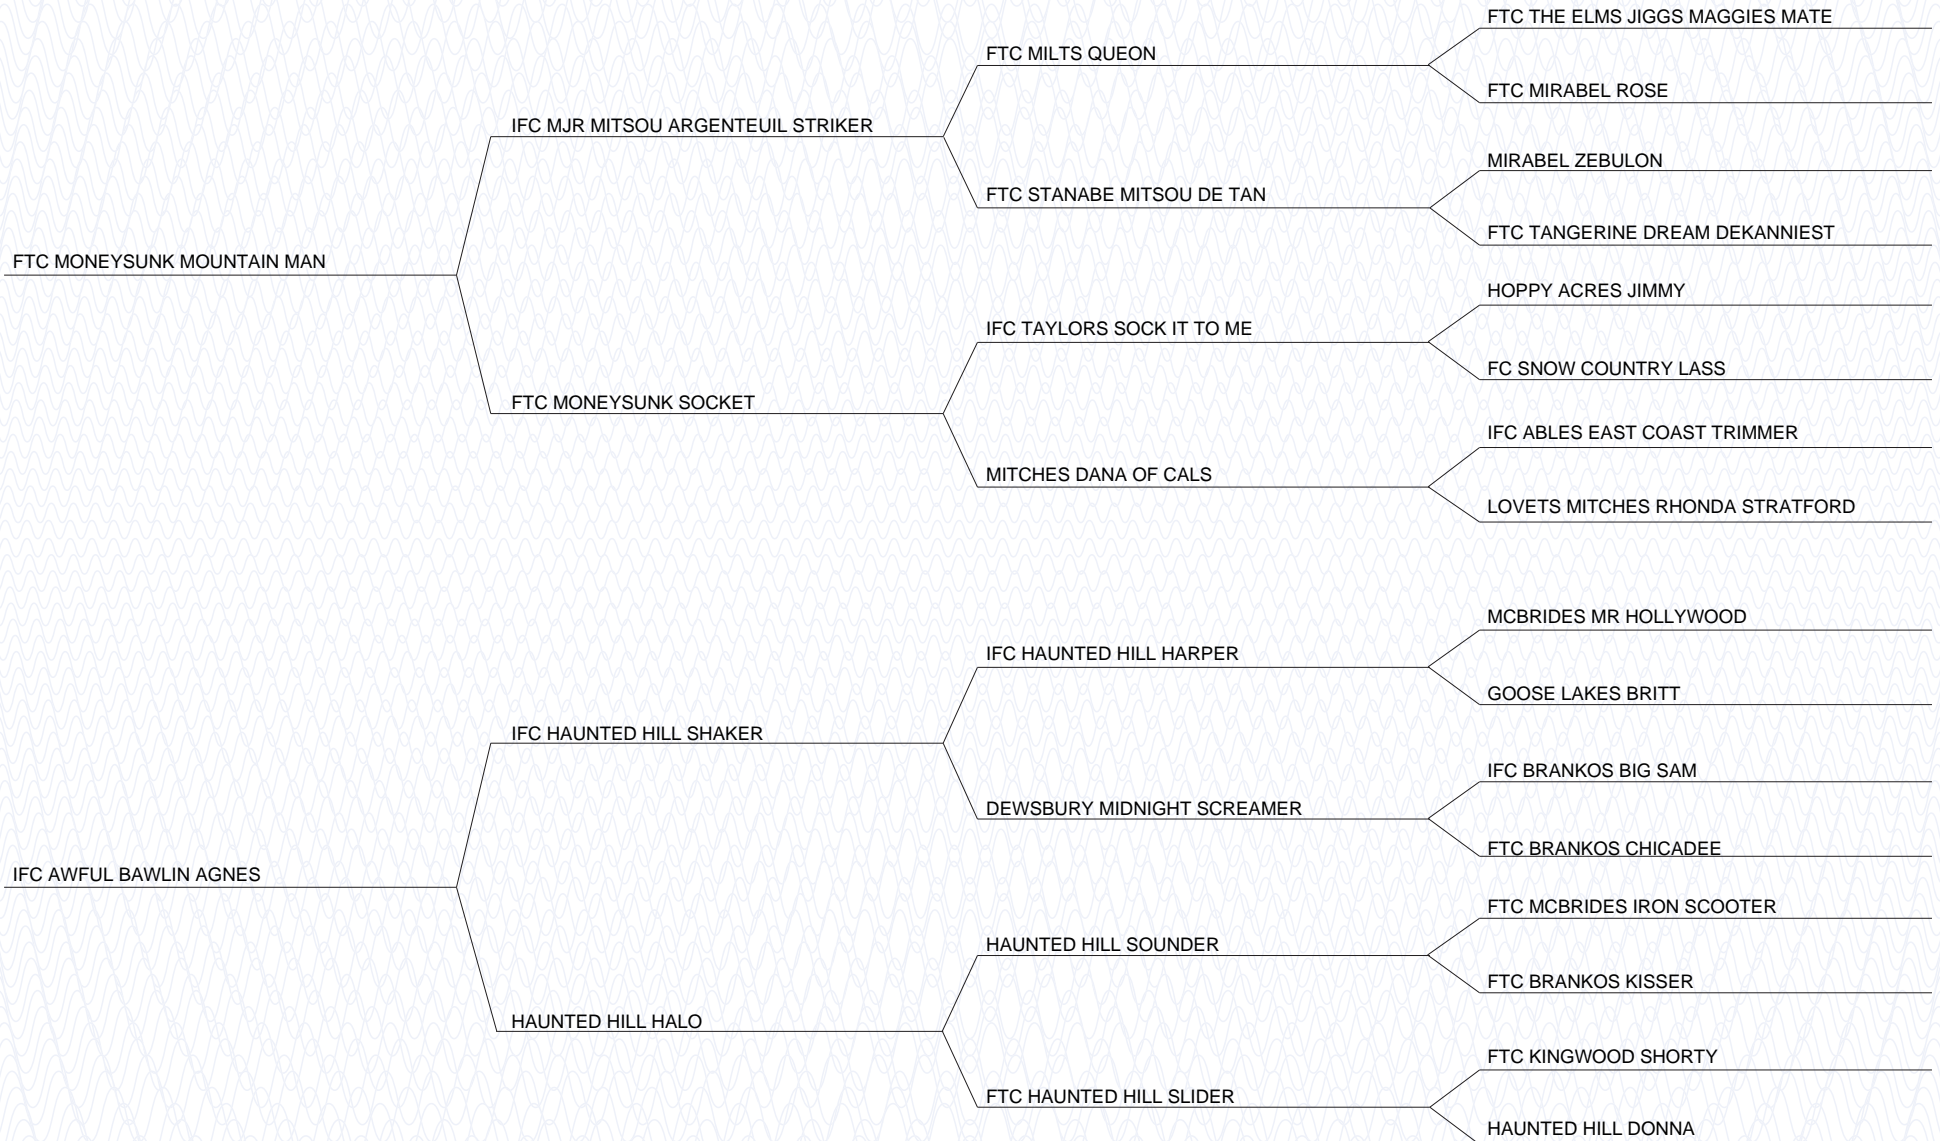 FTC THE ELMS JIGGS MAGGIES MATE
FTC MILTS QUEON
FTC MIRABEL ROSE
IFC MJR MITSOU ARGENTEUIL STRIKER
MIRABEL ZEBULON
FTC STANABE MITSOU DE TAN
FTC TANGERINE DREAM DEKANNIEST
FTC MONEYSUNK MOUNTAIN MAN
HOPPY ACRES JIMMY
IFC TAYLORS SOCK IT TO ME
FC SNOW COUNTRY LASS
FTC MONEYSUNK SOCKET
IFC ABLES EAST COAST TRIMMER
MITCHES DANA OF CALS
LOVETS MITCHES RHONDA STRATFORD
MCBRIDES MR HOLLYWOOD
IFC HAUNTED HILL HARPER
GOOSE LAKES BRITT
IFC HAUNTED HILL SHAKER
IFC BRANKOS BIG SAM
DEWSBURY MIDNIGHT SCREAMER
FTC BRANKOS CHICADEE
IFC AWFUL BAWLIN AGNES
FTC MCBRIDES IRON SCOOTER
HAUNTED HILL SOUNDER
FTC BRANKOS KISSER
HAUNTED HILL HALO
FTC KINGWOOD SHORTY
FTC HAUNTED HILL SLIDER
HAUNTED HILL DONNA